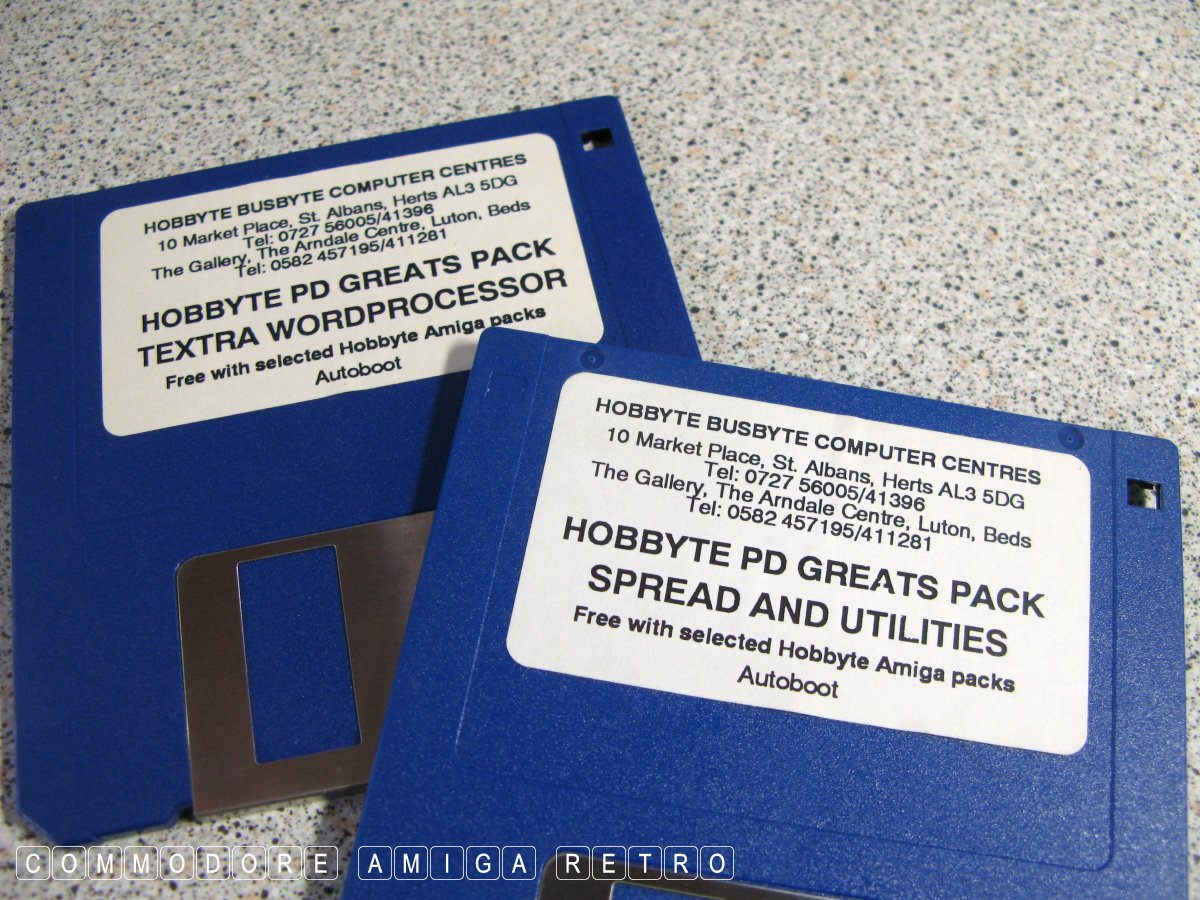 HOBBYTE BUSBYTE COMPUTER CENTRES
10 Market Place, St. Albans, Herts AL3 5DG
Tel: 0727 56005/41396
The Gallery, The Arndale Centre, Luton, Beds
Tel: 0582 457195/411281
HOBBYTE PD GREATS PACK
TEXTRA WORDPROCESSOR
Free with selected Hobbyte Amiga packs
Autoboot
HOBBYTE BUSBYTE COMPUTER CENTRES
10 Market Place, St. Albans, Herts AL3 5DG
Tel: 0727 56005/41396
The Gallery, The Arndale Centre, Luton, Beds
Tel: 0582 457195/411281
HOBBYTE PD GREATS PACK
SPREAD AND UTILITIES
Free with selected Hobbyte Amiga packs
Autoboot
COMMODORE AMIGA RETRO